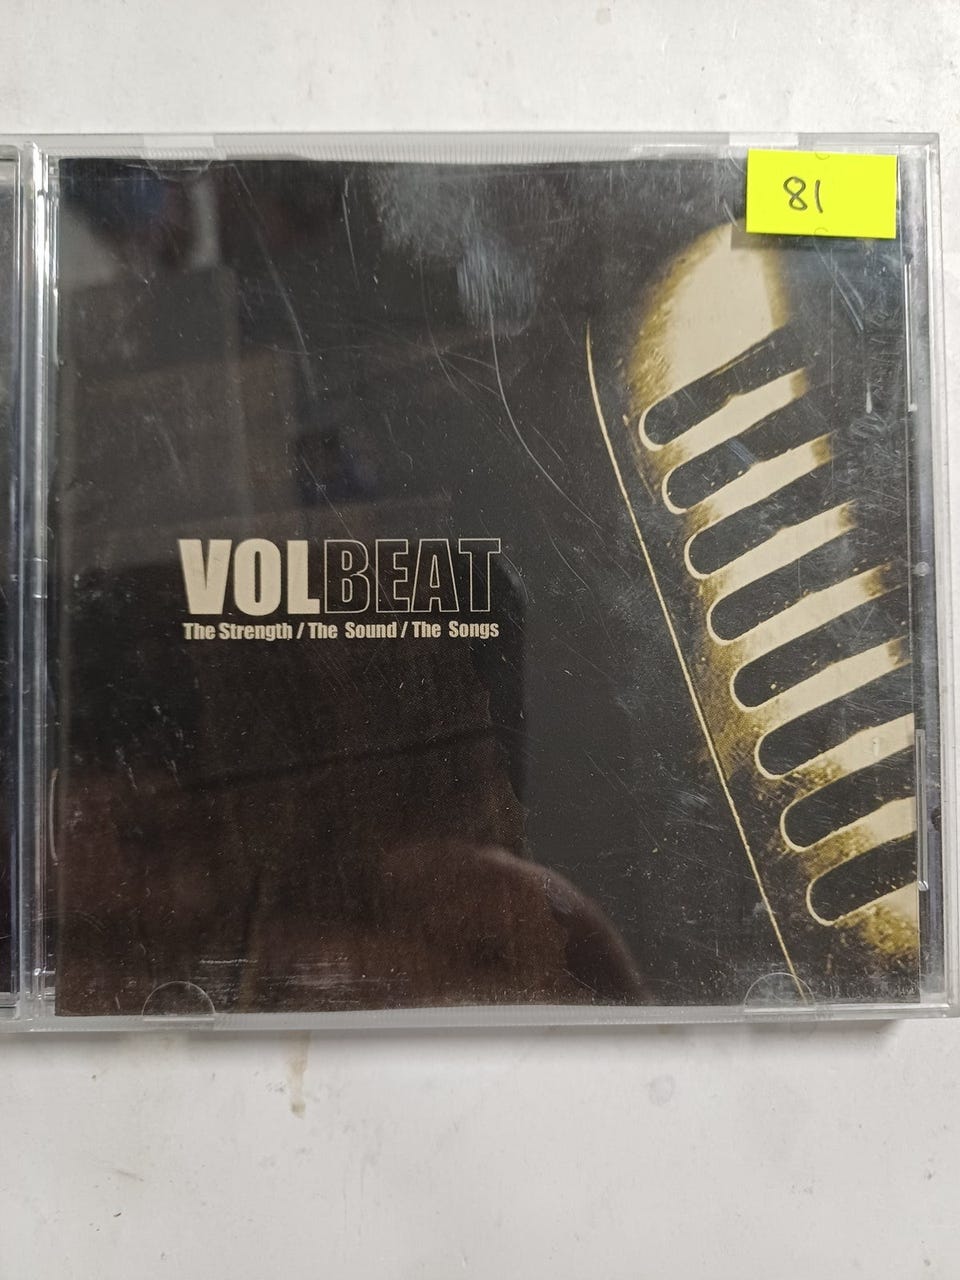 81
VOLBEAT
The Strength / The Sound / The Songs